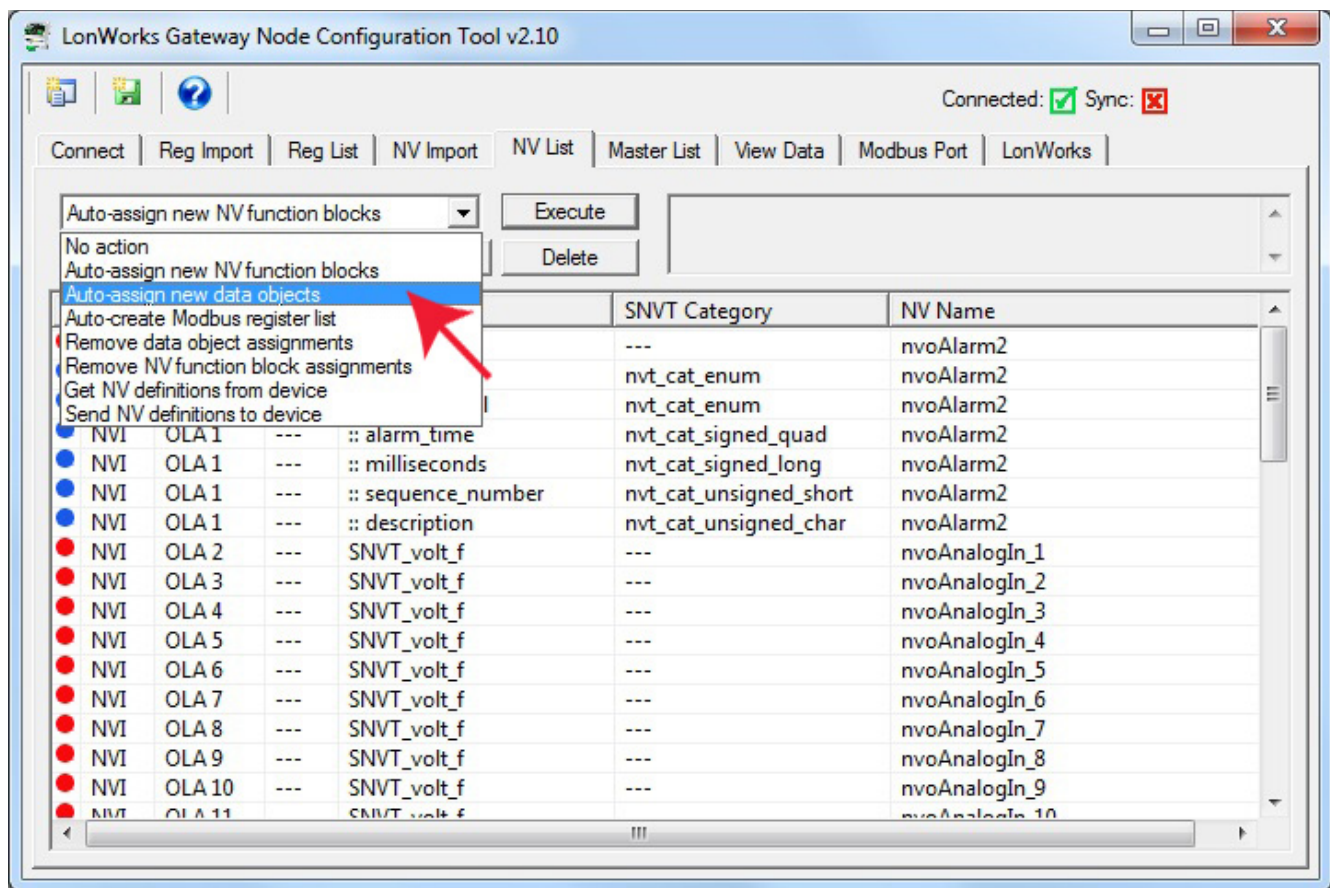 LonWorks Gateway Node Configuration Tool v2.10
Connected: Sync:
Connect Reg Import Reg List NV Import NV List Master List View Data Modbus Port LonWorks
Auto-assign new NV function blocks Execute
No action
Auto-assign new NV function blocks Delete
Auto-assign new data objects
Auto-create Modbus register list
Remove data object assignments
Remove NV function block assignments
Get NV definitions from device
Send NV definitions to device
SNVT Category NV Name
--- nvoAlarm2
nvt_cat_enum nvoAlarm2
nvt_cat_enum nvoAlarm2
NVI OLA 1 --- :: alarm_time nvt_cat_signed_quad nvoAlarm2
NVI OLA 1 --- :: milliseconds nvt_cat_signed_long nvoAlarm2
NVI OLA 1 --- :: sequence_number nvt_cat_unsigned_short nvoAlarm2
NVI OLA 1 --- :: description nvt_cat_unsigned_char nvoAlarm2
NVI OLA 2 --- SNVT_volt_f --- nvoAnalogIn_1
NVI OLA 3 --- SNVT_volt_f --- nvoAnalogIn_2
NVI OLA 4 --- SNVT_volt_f --- nvoAnalogIn_3
NVI OLA 5 --- SNVT_volt_f --- nvoAnalogIn_4
NVI OLA 6 --- SNVT_volt_f --- nvoAnalogIn_5
NVI OLA 7 --- SNVT_volt_f --- nvoAnalogIn_6
NVI OLA 8 --- SNVT_volt_f --- nvoAnalogIn_7
NVI OLA 9 --- SNVT_volt_f --- nvoAnalogIn_8
NVI OLA 10 --- SNVT_volt_f --- nvoAnalogIn_9
NVI OLA 11 SNVT_volt_f nvoAnalogIn_10